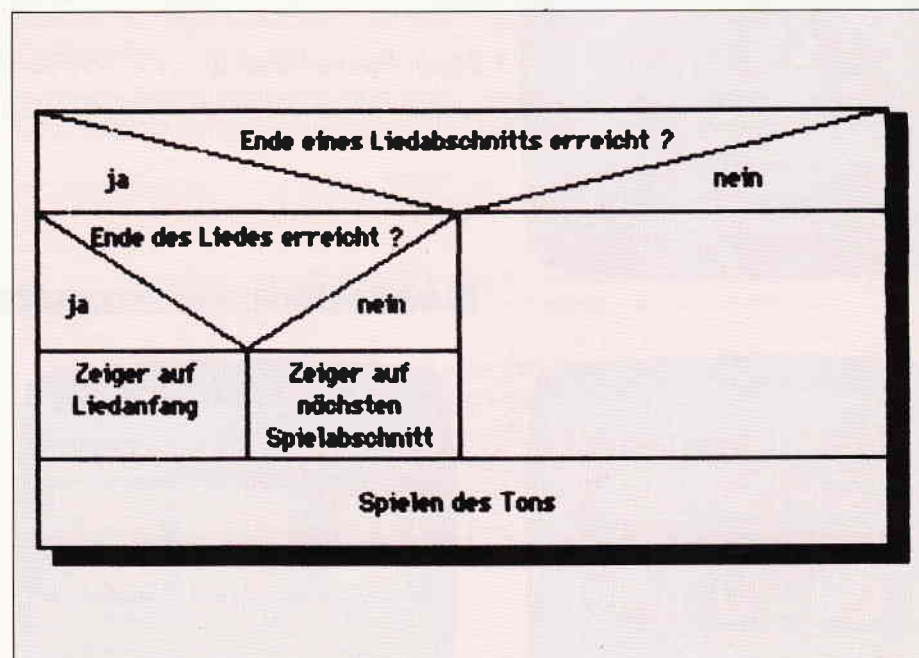 Ende eines Liedabschnitts erreicht ?
ja
nein
Ende des Liedes erreicht ?
ja
nein
Zeiger auf
Liedanfang
Zeiger auf
nächsten
Spielabschnitt
Spielen des Tons